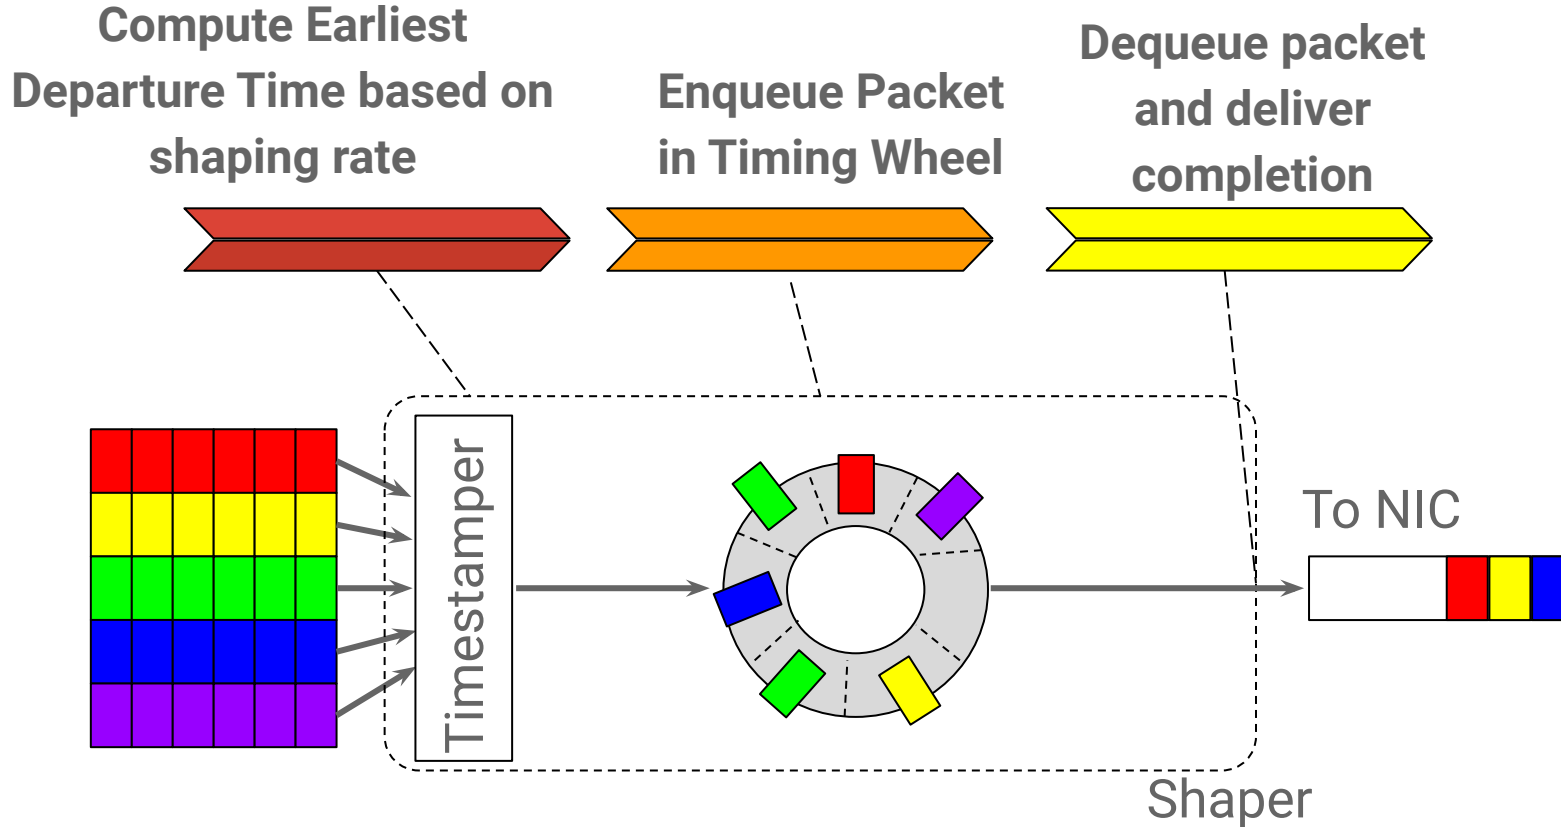 Compute Earliest
Departure Time based on
shaping rate
Enqueue Packet
in Timing Wheel
Dequeue packet
and deliver
completion
Timestamper
To NIC
Shaper